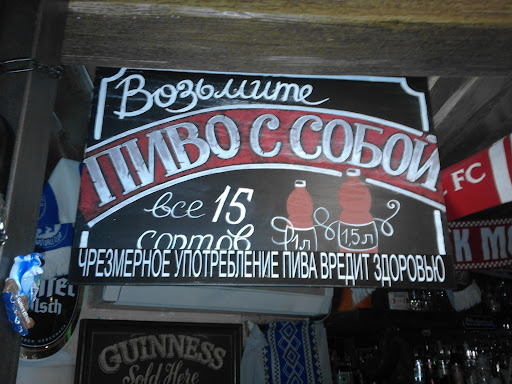 Возьмите
ПИВО С СОБОЙ
все 15
сортов
1л
1,5л
ЧРЕЗМЕРНОЕ УПОТРЕБЛЕНИЕ ПИВА ВРЕДИТ ЗДОРОВЬЮ
FC
GUINNESS
Sold Here